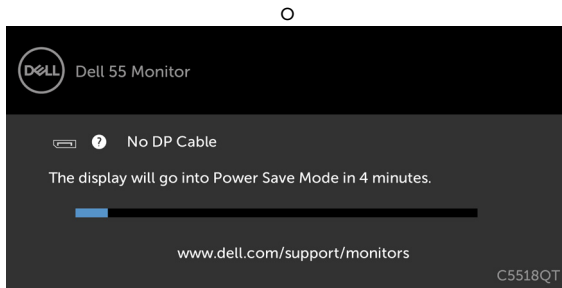 o
DELL
Dell 55 Monitor
? No DP Cable
The display will go into Power Save Mode in 4 minutes.
www.dell.com/support/monitors
C5518QT